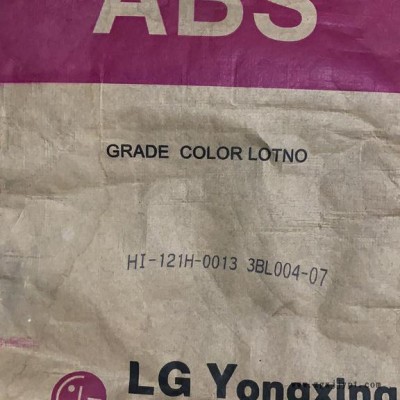 ABS
GRADE COLOR LOTNO
HI-121H-0013 3BL004-07
LG Yongxing